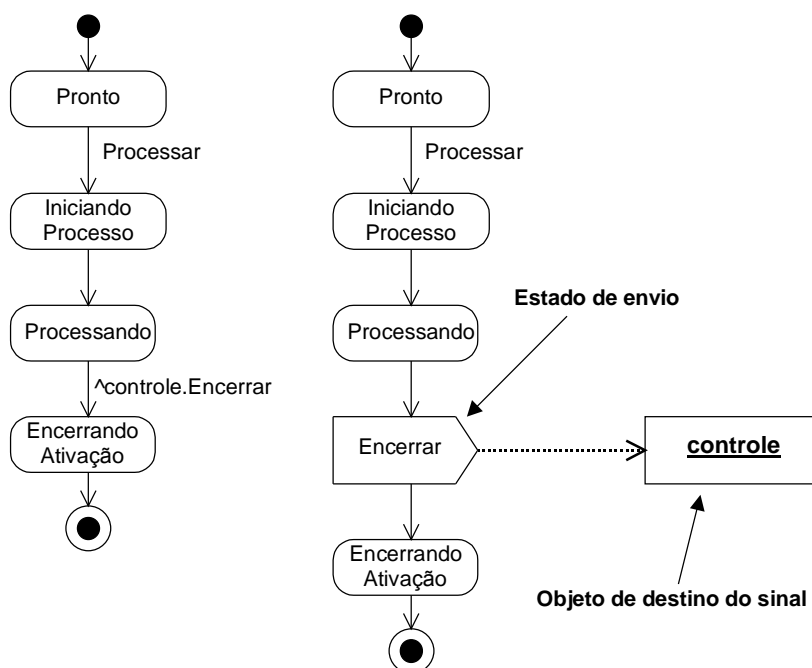 Pronto
Processar
Iniciando
Processo
Processando
^controle.Encerrar
Encerrando
Ativação
Pronto
Processar
Iniciando
Processo
Processando
Estado de envio
Encerrar
controle
Encerrando
Ativação
Objeto de destino do sinal